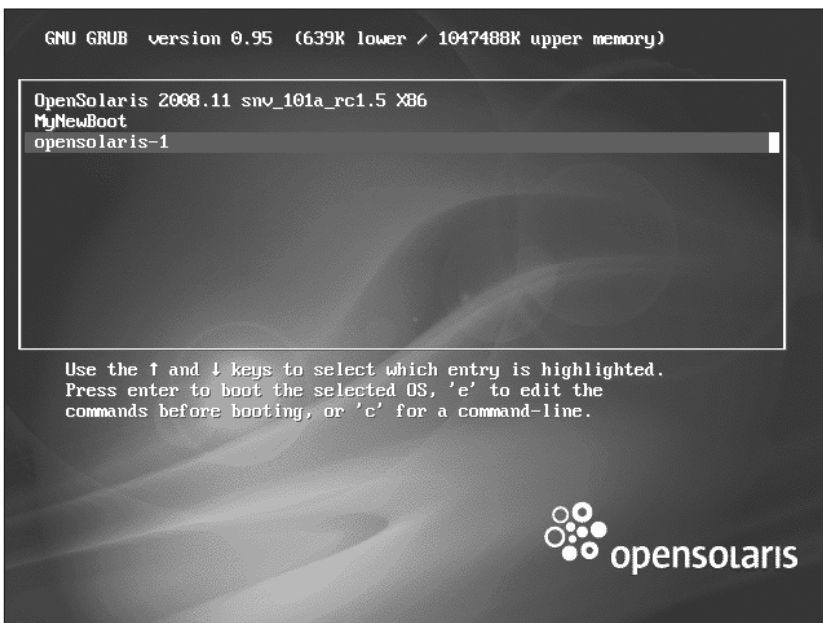 GNU GRUB version 0.95 (639K lower / 1047488K upper memory)
OpenSolaris 2008.11 snv_101a_rc1.5 X86
MyNewBoot
opensolaris-1
Use the ↑ and ↓ keys to select which entry is highlighted.
Press enter to boot the selected OS, 'e' to edit the
commands before booting, or 'c' for a command-line.
opensolaris